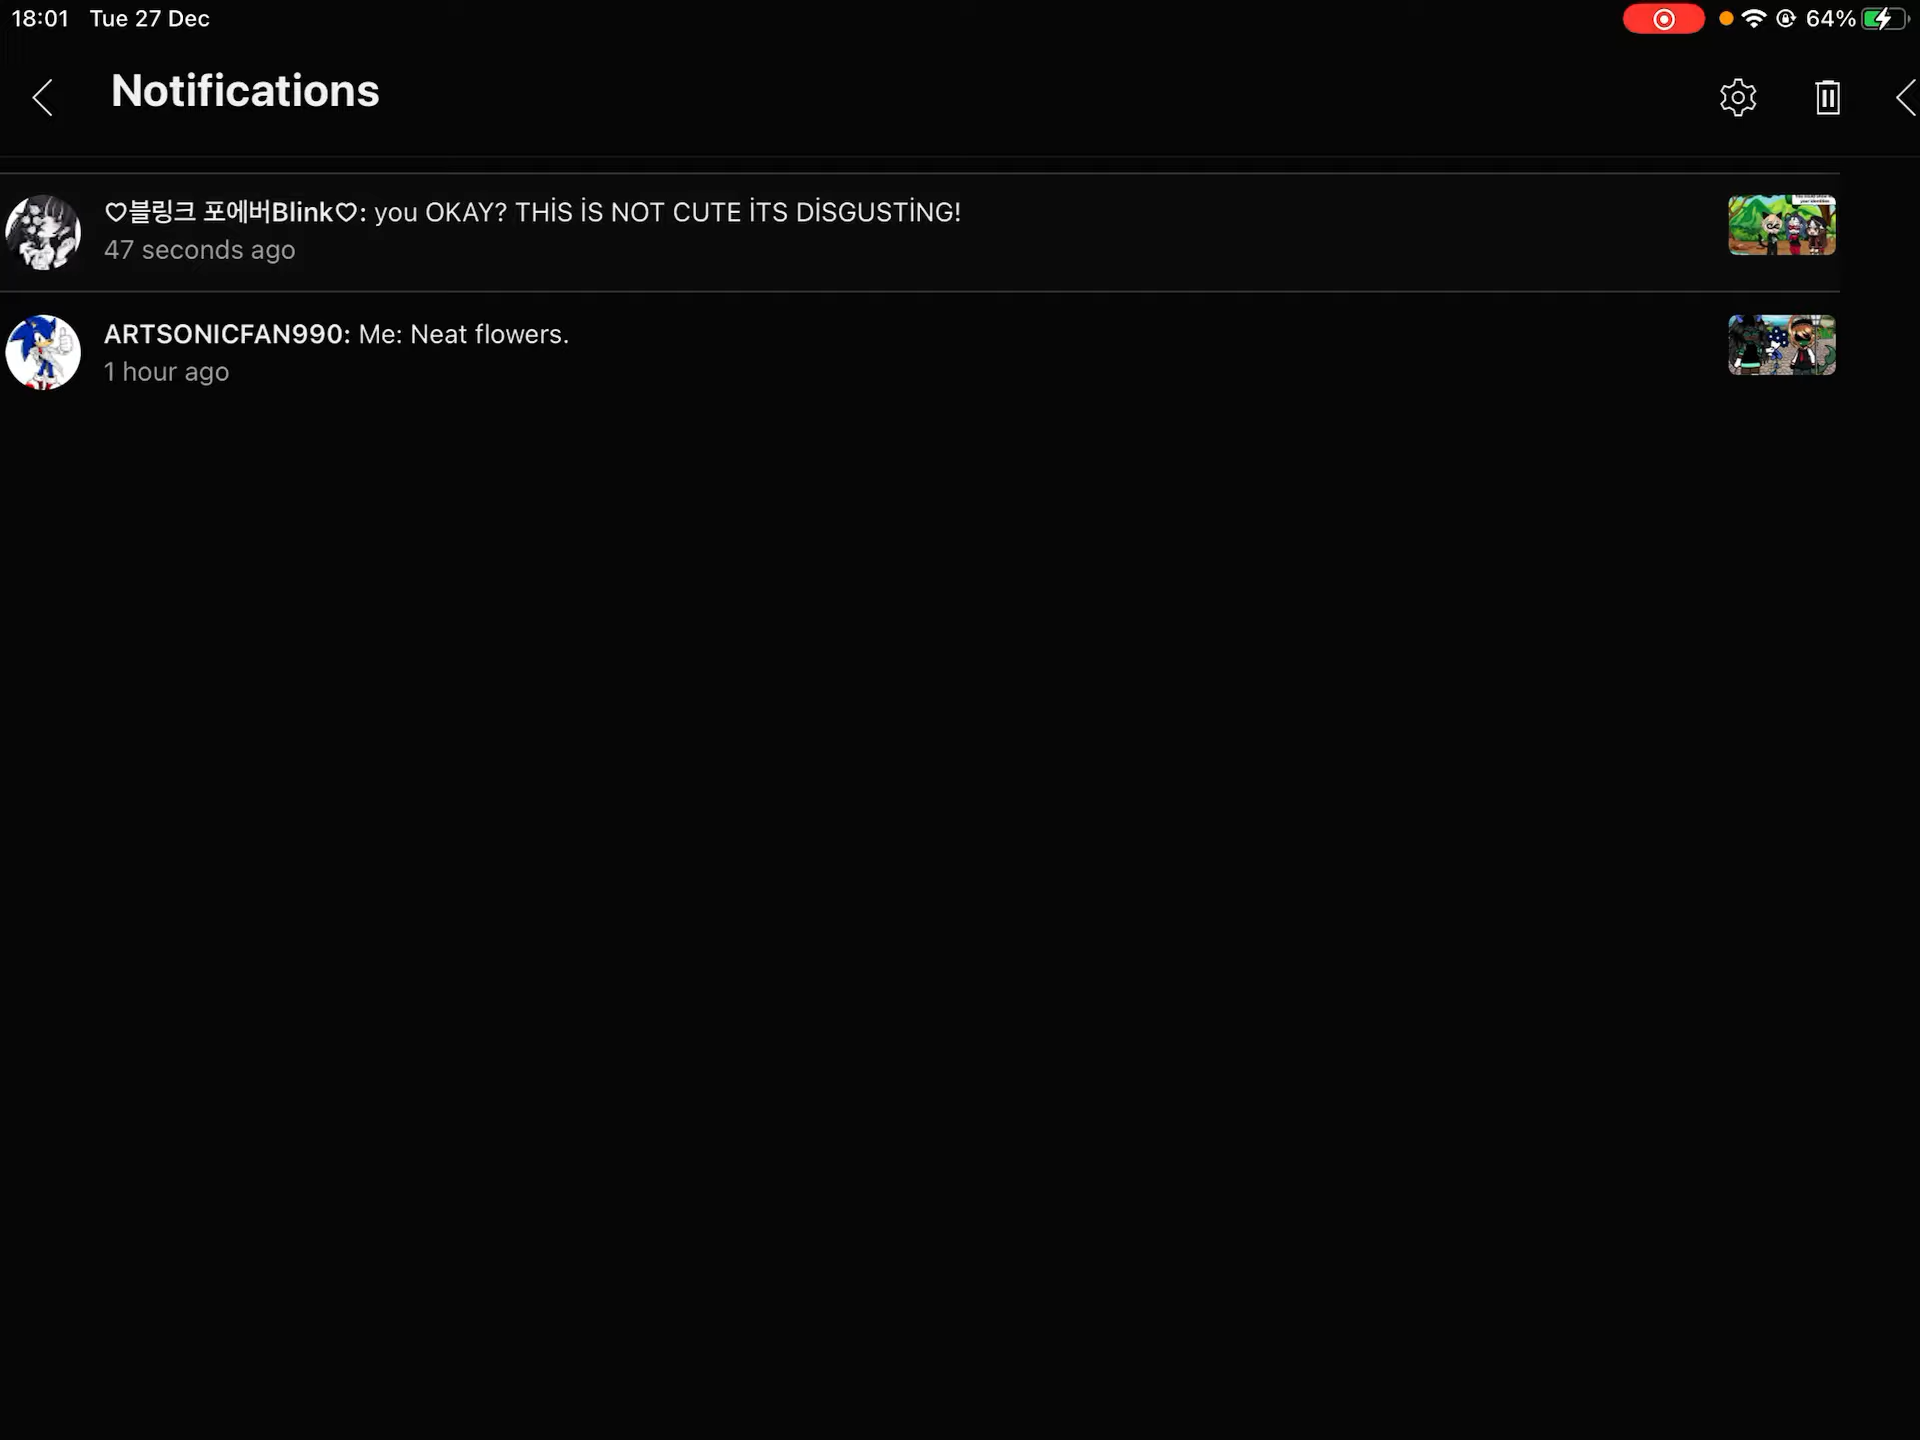 18:01 Tue 27 Dec
64%
Notifications
♡블링크 포에버Blink♡: you OKAY? THİS İS NOT CUTE İTS DİSGUSTİNG!
47 seconds ago
ARTSONICFAN990: Me: Neat flowers.
1 hour ago